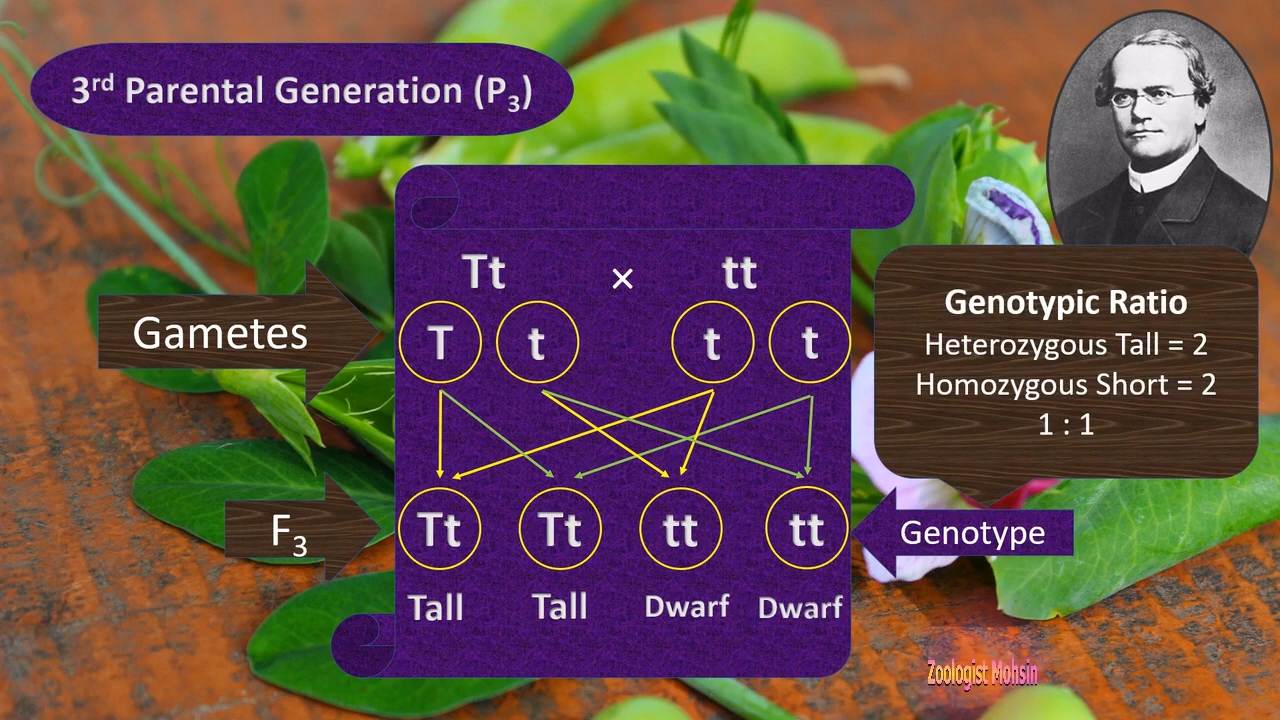 3rd Parental Generation (P3)
Tt × tt
Gametes
T t t t
Genotypic Ratio
Heterozygous Tall = 2
Homozygous Short = 2
1 : 1
F3
Tt Tt tt tt
Genotype
Tall Tall Dwarf Dwarf
Zoologist Mohsin